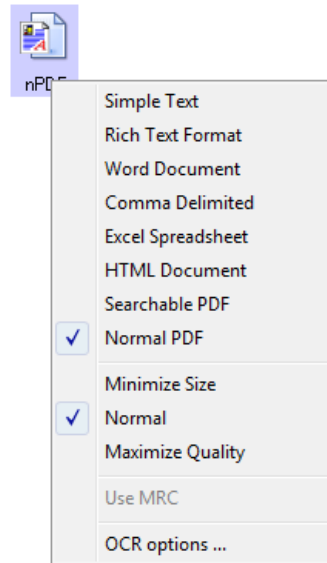 nPDF
Simple Text
Rich Text Format
Word Document
Comma Delimited
Excel Spreadsheet
HTML Document
Searchable PDF
Normal PDF
Minimize Size
Normal
Maximize Quality
Use MRC
OCR options ...